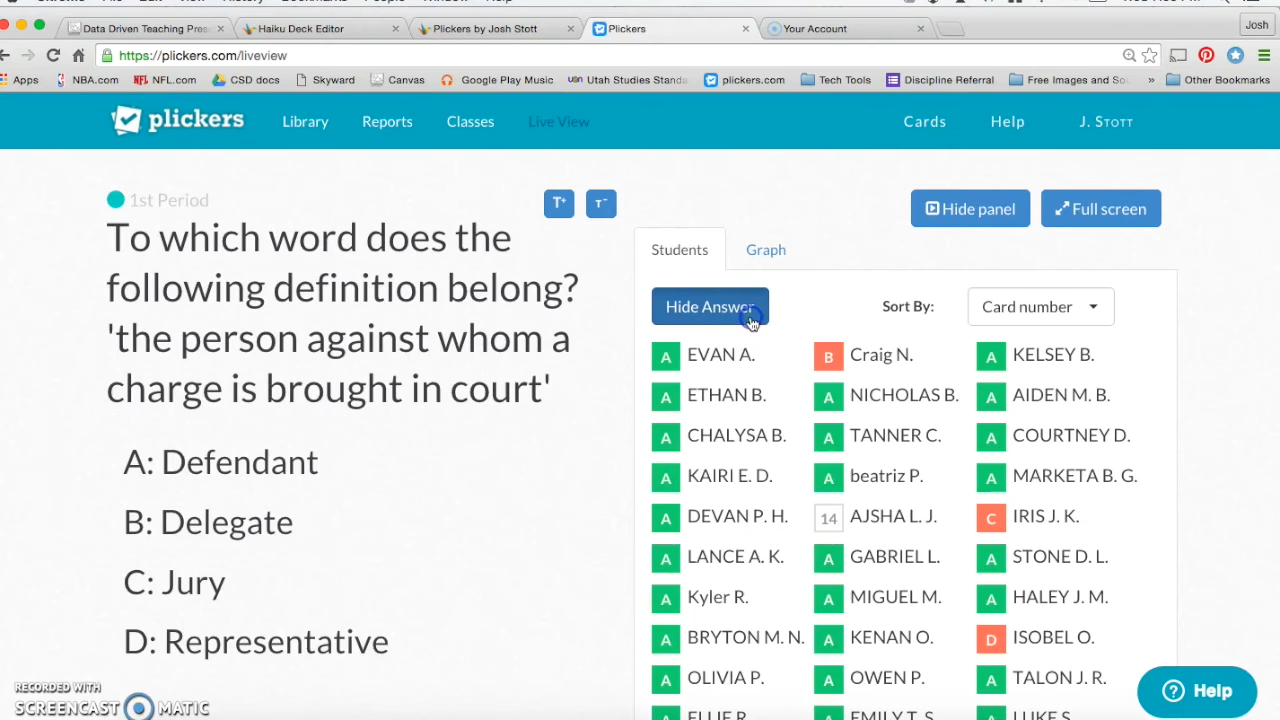 Data Driven Teaching Pres
Haiku Deck Editor
Plickers by Josh Stott
Plickers
Your Account
Josh
https://plickers.com/liveview
Apps
NBA.com
NFL NFL.com
CSD docs
Skyward
Canvas
Google Play Music
Utah Studies Standa
plickers.com
Tech Tools
Discipline Referral
Free Images and So
»
Other Bookmarks
plickers
Library
Reports
Classes
Live View
Cards
Help
J. STOTT
1st Period
T+
T-
Hide panel
Full screen
To which word does the
following definition belong?
'the person against whom a
charge is brought in court'
A: Defendant
B: Delegate
C: Jury
D: Representative
Students
Graph
Hide Answer
Sort By:
Card number
A EVAN A.
B Craig N.
A KELSEY B.
A ETHAN B.
A NICHOLAS B.
A AIDEN M. B.
A CHALYSA B.
A TANNER C.
A COURTNEY D.
A KAIRI E. D.
A beatriz P.
A MARKETA B. G.
A DEVAN P. H.
14 AJSHA L. J.
C IRIS J. K.
A LANCE A. K.
A GABRIEL L.
A STONE D. L.
A Kyler R.
A MIGUEL M.
A HALEY J. M.
A BRYTON M. N.
A KENAN O.
D ISOBEL O.
A OLIVIA P.
A OWEN P.
A TALON J. R.
A ELLIE R.
A EMILY T. S.
A LUKE S.
Help
RECORDED WITH
SCREENCAST MATIC